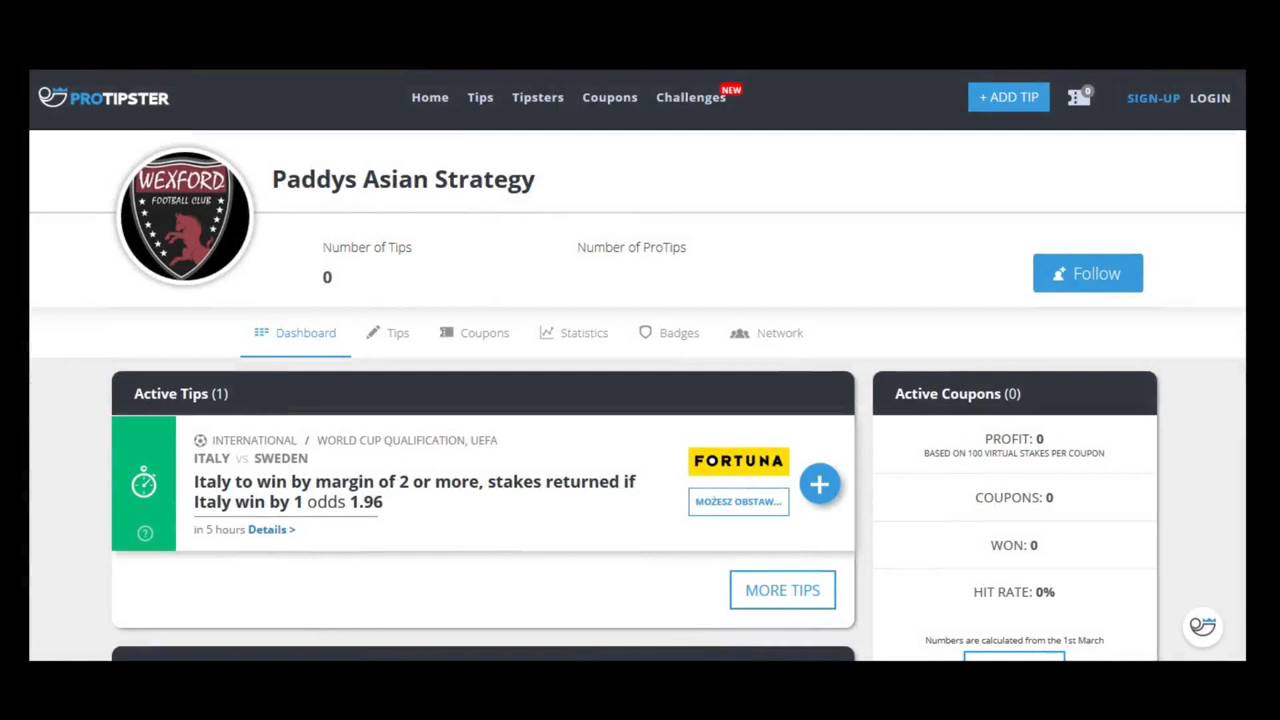 PROTIPSTER
Home Tips Tipsters Coupons Challenges NEW
+ ADD TIP 0 SIGN-UP LOGIN
WEXFORD
FOOTBALL CLUB
Paddys Asian Strategy
Number of Tips Number of ProTips
0
Follow
Dashboard Tips Coupons Statistics Badges Network
Active Tips (1)
INTERNATIONAL / WORLD CUP QUALIFICATION, UEFA
ITALY VS SWEDEN
Italy to win by margin of 2 or more, stakes returned if
Italy win by 1 odds 1.96
in 5 hours Details >
?
FORTUNA
MOŻESZ OBSTAW...
+
MORE TIPS
Active Coupons (0)
PROFIT: 0
BASED ON 100 VIRTUAL STAKES PER COUPON
COUPONS: 0
WON: 0
HIT RATE: 0%
Numbers are calculated from the 1st March